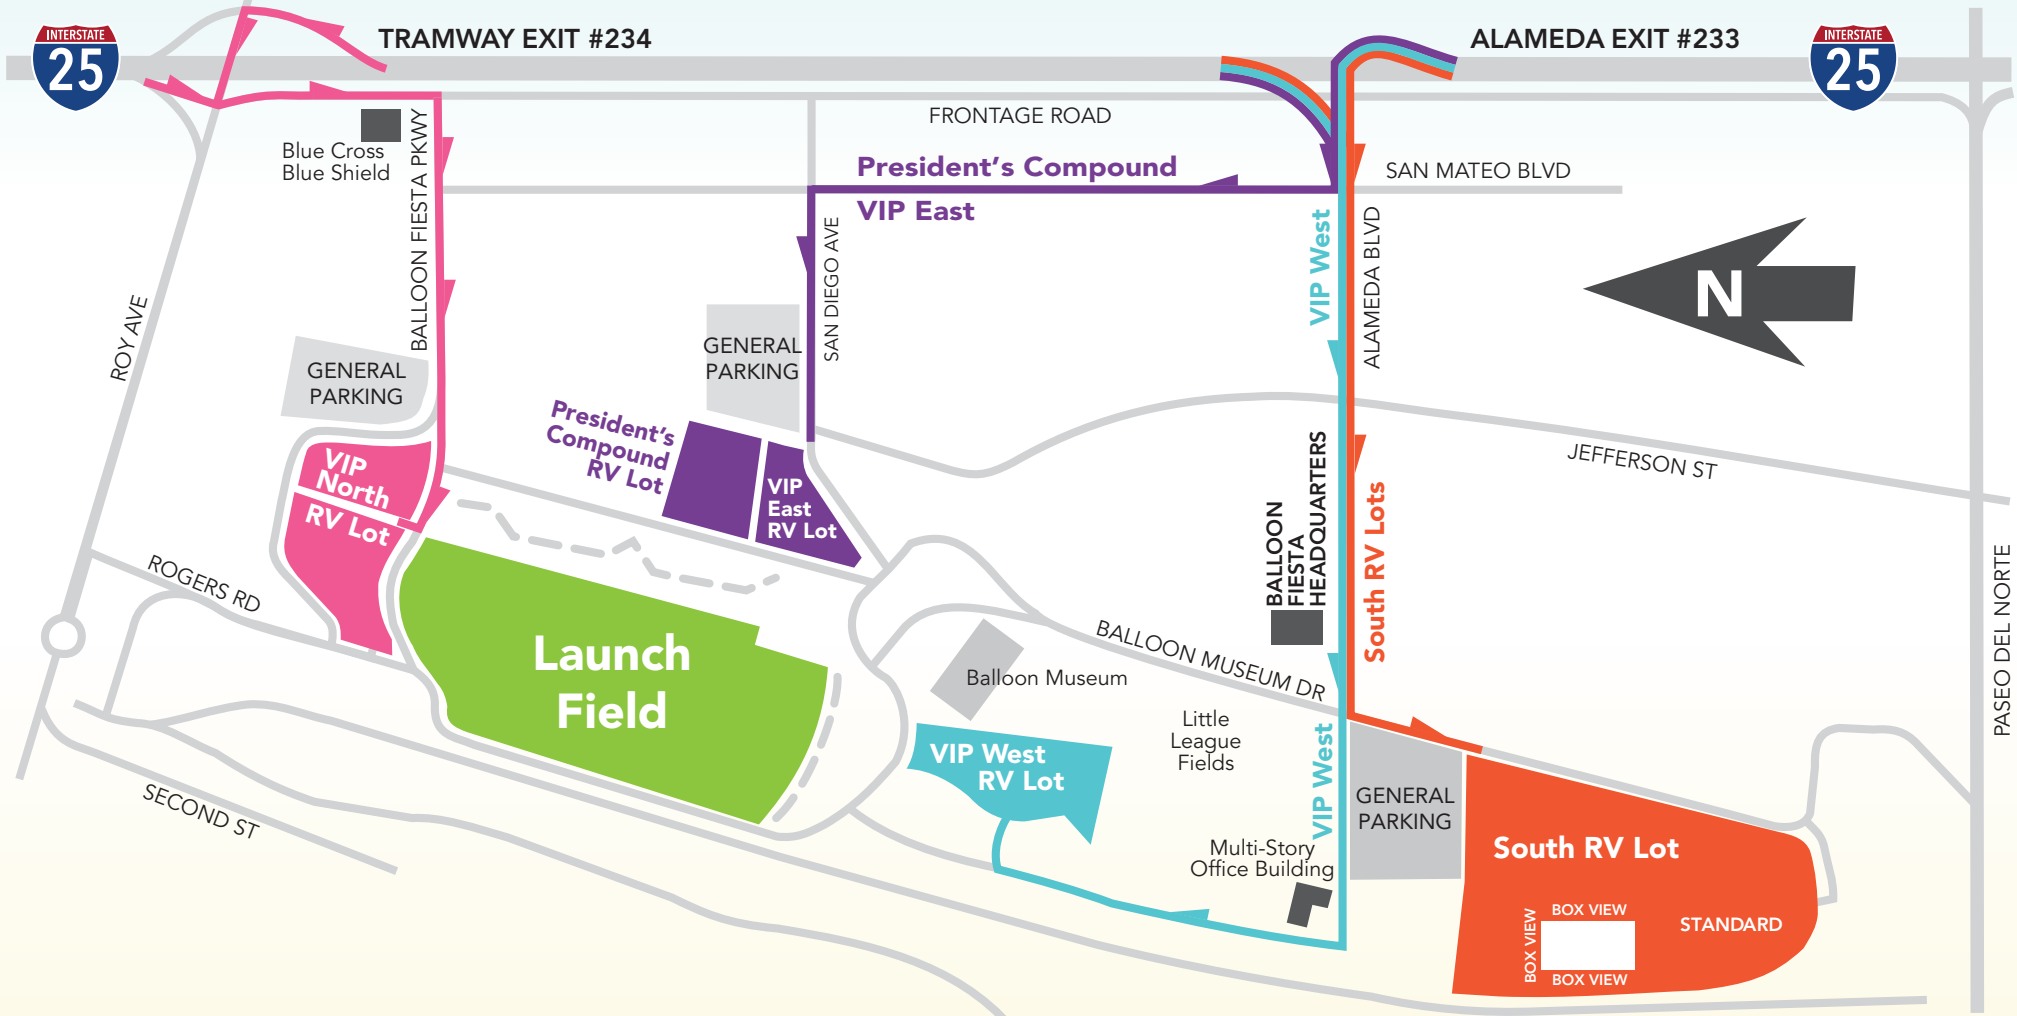 INTERSTATE
25
TRAMWAY EXIT #234
ALAMEDA EXIT #233
INTERSTATE
25
FRONTAGE ROAD
Blue Cross
Blue Shield
BALLOON FIESTA PKWY
President's Compound
VIP East
SAN MATEO BLVD
VIP West
ALAMEDA BLVD
SAN DIEGO AVE
N
ROY AVE
GENERAL
PARKING
GENERAL
PARKING
President's
Compound
RV Lot
VIP
East
RV Lot
VIP
North
RV Lot
JEFFERSON ST
BALLOON
FIESTA
HEADQUARTERS
South RV Lots
ROGERS RD
PASEO DEL NORTE
Launch
Field
BALLOON MUSEUM DR
Balloon Museum
Little
League
Fields
VIP West
RV Lot
VIP West
GENERAL
PARKING
SECOND ST
Multi-Story
Office Building
South RV Lot
BOX VIEW
BOX VIEW
BOX VIEW
STANDARD